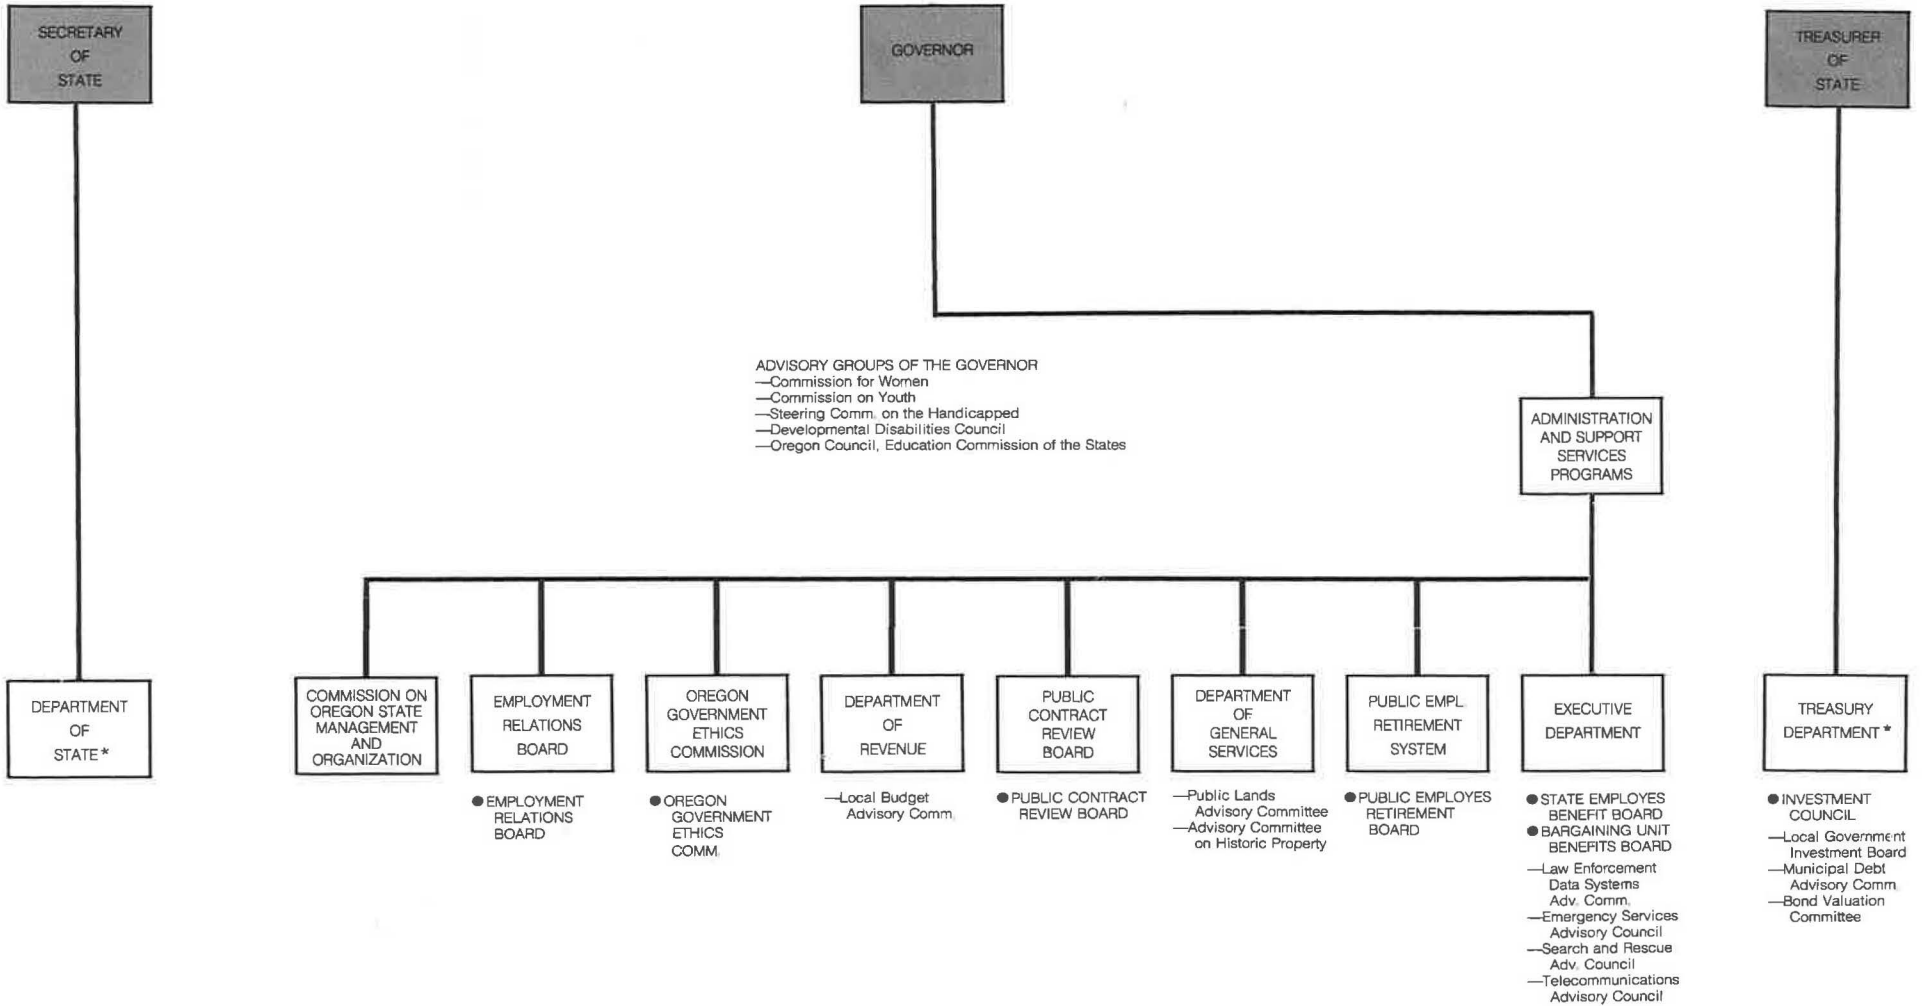 SECRETARY
OF
STATE
GOVERNOR
TREASURER
OF
STATE
ADVISORY GROUPS OF THE GOVERNOR
—Commission for Women
—Commission on Youth
—Steering Comm. on the Handicapped
—Developmental Disabilities Council
—Oregon Council, Education Commission of the States
ADMINISTRATION
AND SUPPORT
SERVICES
PROGRAMS
DEPARTMENT
OF
STATE *
COMMISSION ON
OREGON STATE
MANAGEMENT
AND
ORGANIZATION
EMPLOYMENT
RELATIONS
BOARD
● EMPLOYMENT
RELATIONS
BOARD
OREGON
GOVERNMENT
ETHICS
COMMISSION
● OREGON
GOVERNMENT
ETHICS
COMM.
DEPARTMENT
OF
REVENUE
—Local Budget
Advisory Comm.
PUBLIC
CONTRACT
REVIEW
BOARD
● PUBLIC CONTRACT
REVIEW BOARD
DEPARTMENT
OF
GENERAL
SERVICES
—Public Lands
Advisory Committee
—Advisory Committee
on Historic Property
PUBLIC EMPL.
RETIREMENT
SYSTEM
● PUBLIC EMPLOYES
RETIREMENT
BOARD
EXECUTIVE
DEPARTMENT
● STATE EMPLOYES
BENEFIT BOARD
● BARGAINING UNIT
BENEFITS BOARD
—Law Enforcement
Data Systems
Adv. Comm.
—Emergency Services
Advisory Council
—Search and Rescue
Adv. Council
—Telecommunications
Advisory Council
TREASURY
DEPARTMENT *
● INVESTMENT
COUNCIL
—Local Government
Investment Board
—Municipal Debt
Advisory Comm.
—Bond Valuation
Committee